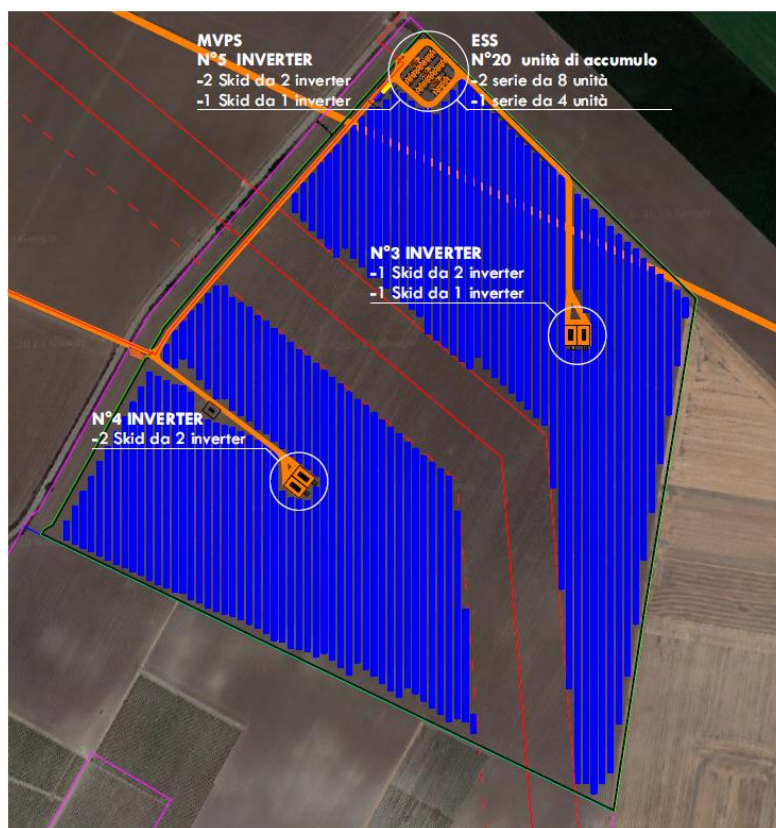 MVPS
N°5 INVERTER
-2 Skid da 2 inverter
-1 Skid da 1 inverter
ESS
N°20 unità di accumulo
-2 serie da 8 unità
-1 serie da 4 unità
N°3 INVERTER
-1 Skid da 2 inverter
-1 Skid da 1 inverter
N°4 INVERTER
-2 Skid da 2 inverter